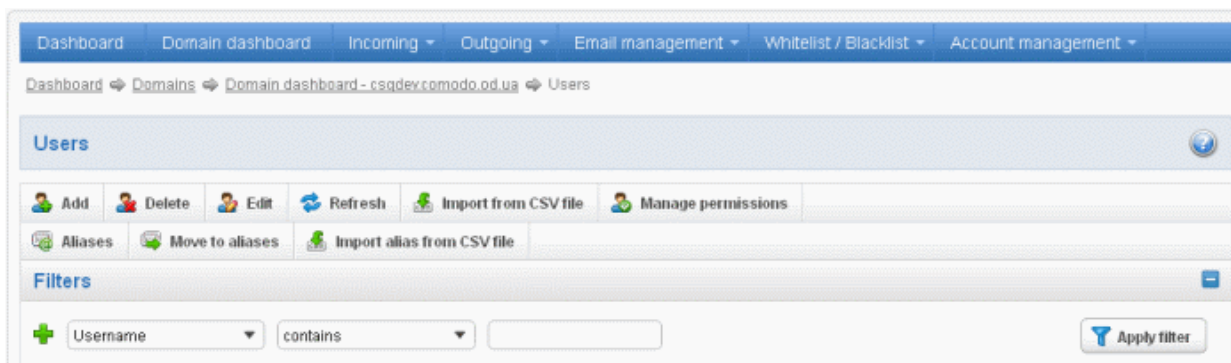 Dashboard Domain dashboard Incoming Outgoing Email management Whitelist / Blacklist Account management
Dashboard Domains Domain dashboard - csqdev.comodo.od.ua Users
Users
Add Delete Edit Refresh Import from CSV file Manage permissions
Aliases Move to aliases Import alias from CSV file
Filters
Username contains Apply filter